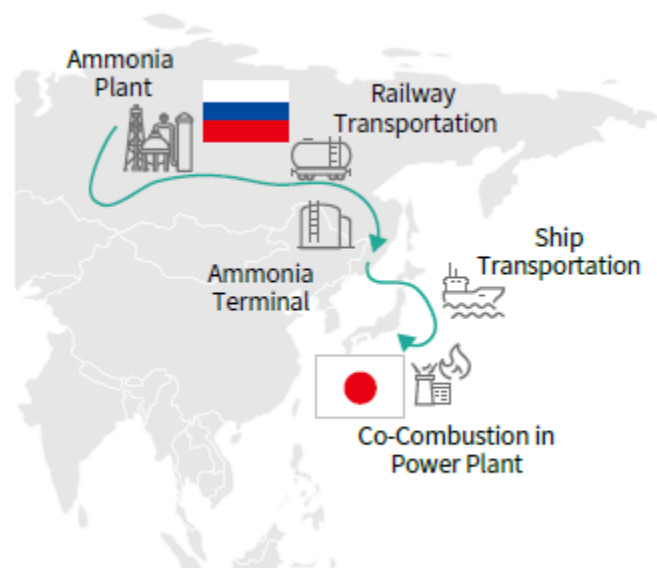 Ammonia
Plant
Railway
Transportation
Ship
Transportation
Ammonia
Terminal
Co-Combustion in
Power Plant